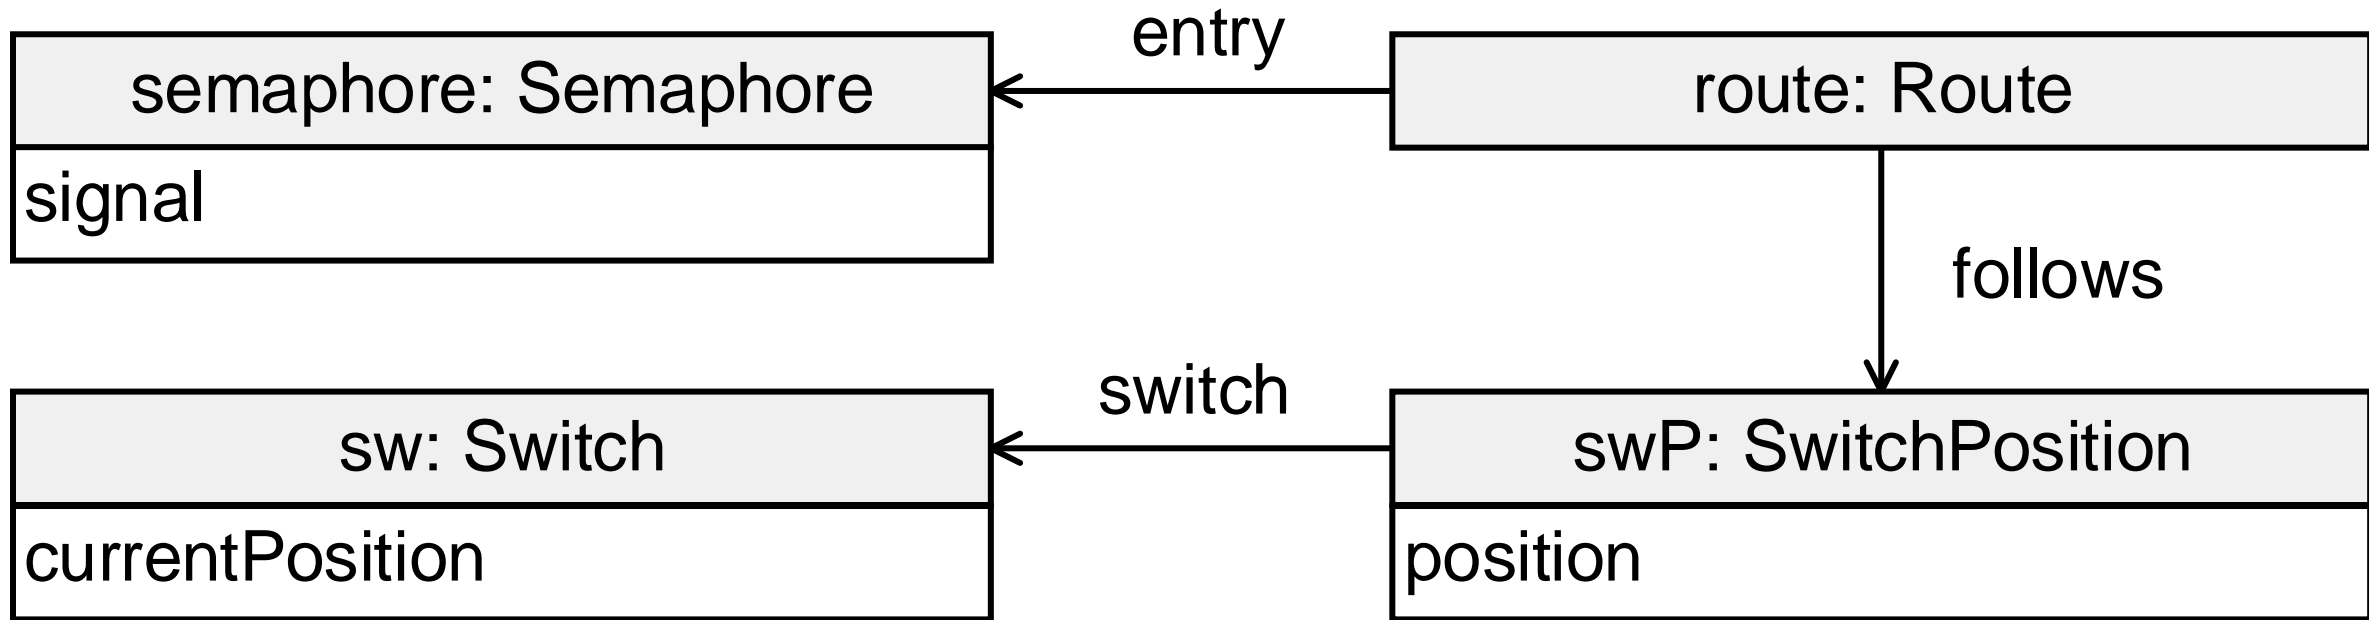 entry
semaphore: Semaphore
route: Route
signal
follows
switch
sw: Switch
swP: SwitchPosition
currentPosition
position